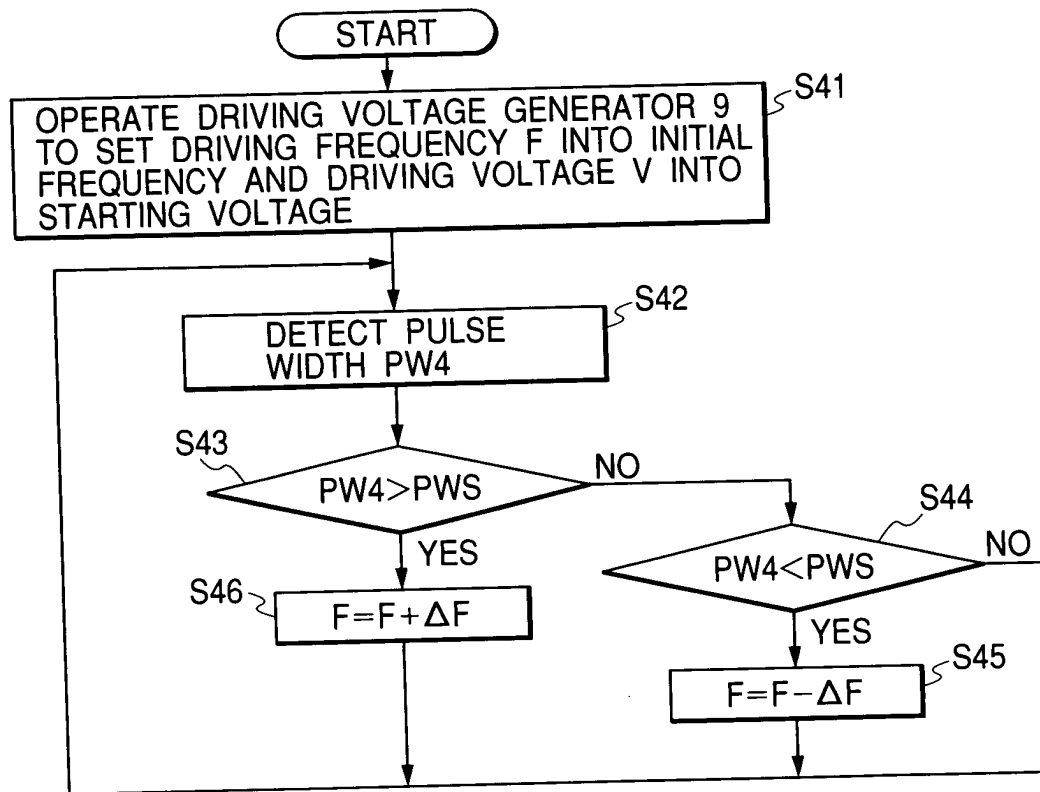 START
S41
OPERATE DRIVING VOLTAGE GENERATOR 9
TO SET DRIVING FREQUENCY F INTO INITIAL
FREQUENCY AND DRIVING VOLTAGE V INTO
STARTING VOLTAGE
S42
DETECT PULSE
WIDTH PW4
S43
PW4>PWS
NO
YES
S44
PW4<PWS
NO
YES
S46
F=F+ΔF
S45
F=F−ΔF